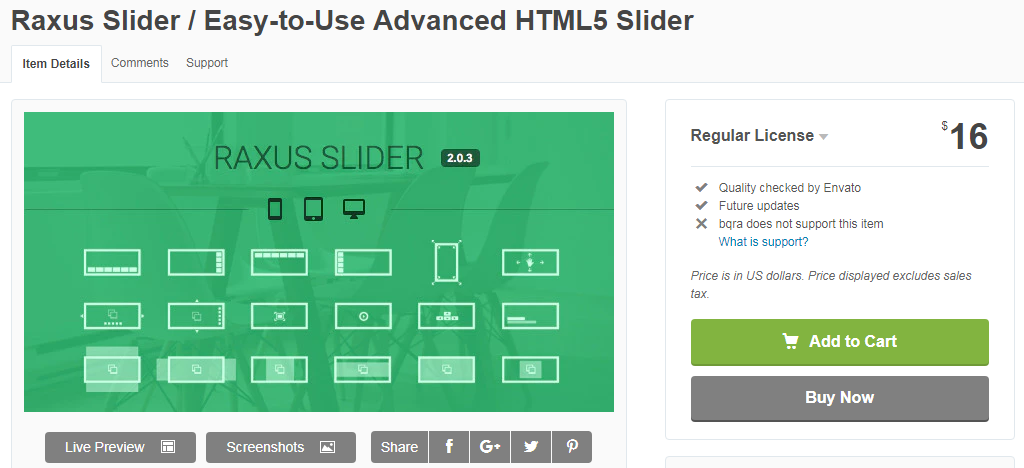 Raxus Slider / Easy-to-Use Advanced HTML5 Slider
Item Details
Comments
Support
RAXUS SLIDER 2.0.3
Live Preview
Screenshots
Share
Regular License
$16
Quality checked by Envato
Future updates
bqra does not support this item
What is support?
Price is in US dollars. Price displayed excludes sales
tax.
Add to Cart
Buy Now